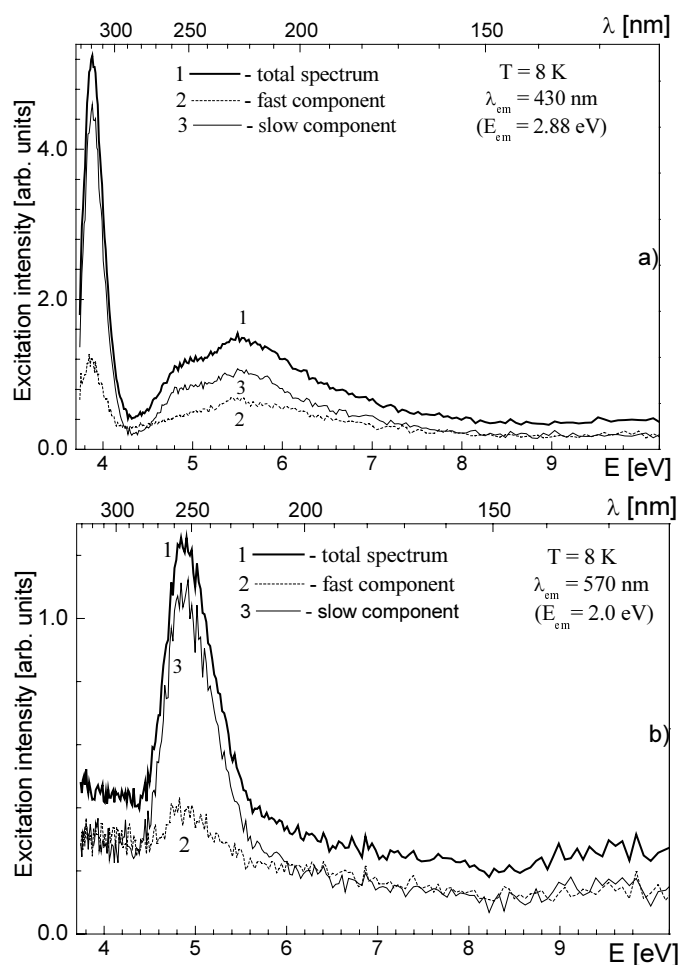 300 250 200 150 λ [nm]
1 - total spectrum T = 8 K
2 - fast component λem = 430 nm
3 - slow component (Eem = 2.88 eV)
Excitation intensity [arb. units]
4.0
2.0
0.0
a)
1
3
2
4 5 6 7 8 9 E [eV]
300 250 200 150 λ [nm]
1 - total spectrum T = 8 K
2 - fast component λem = 570 nm
3 - slow component (Eem = 2.0 eV)
Excitation intensity [arb. units]
1.0
0.0
b)
1
3
2
4 5 6 7 8 9 E [eV]